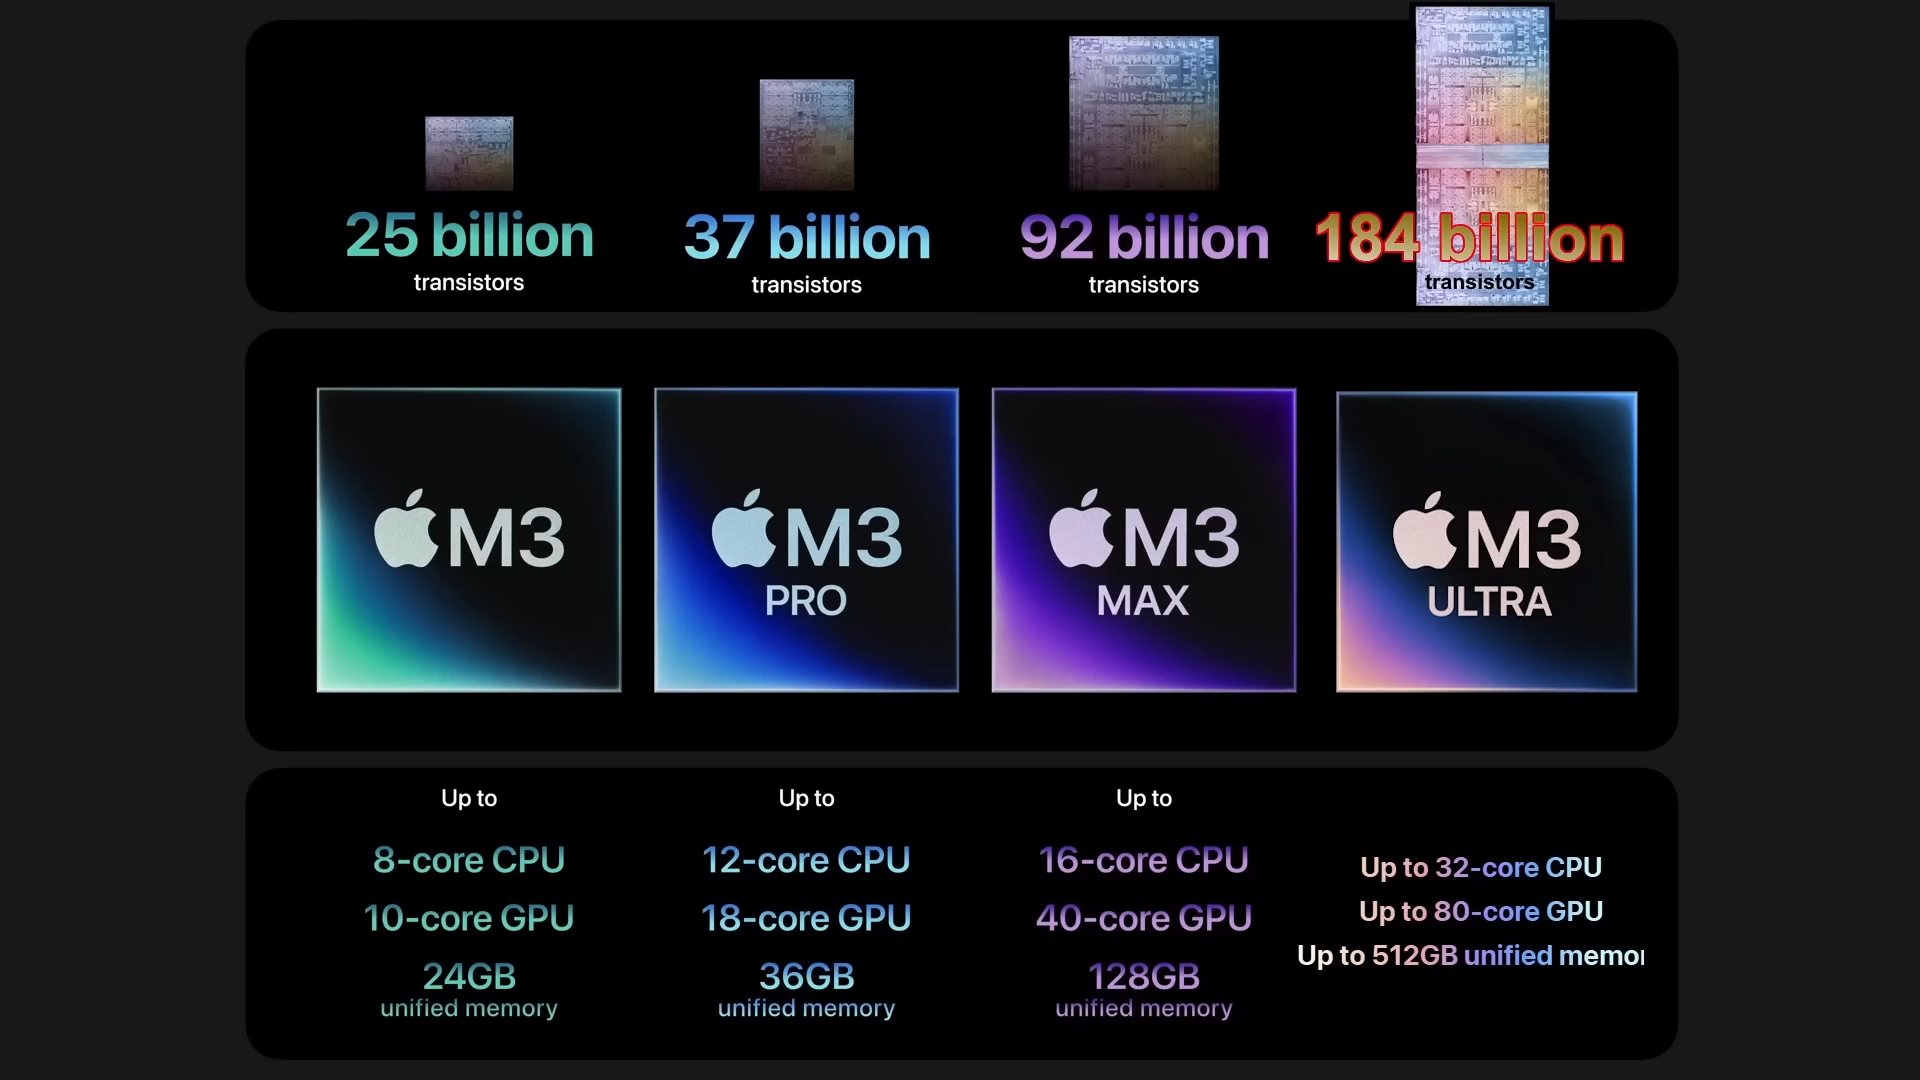 25 billion
transistors
37 billion
transistors
92 billion
transistors
184 billion
transistors
M3
M3
PRO
M3
MAX
M3
ULTRA
Up to
8-core CPU
10-core GPU
24GB
unified memory
Up to
12-core CPU
18-core GPU
36GB
unified memory
Up to
16-core CPU
40-core GPU
128GB
unified memory
Up to 32-core CPU
Up to 80-core GPU
Up to 512GB unified memor